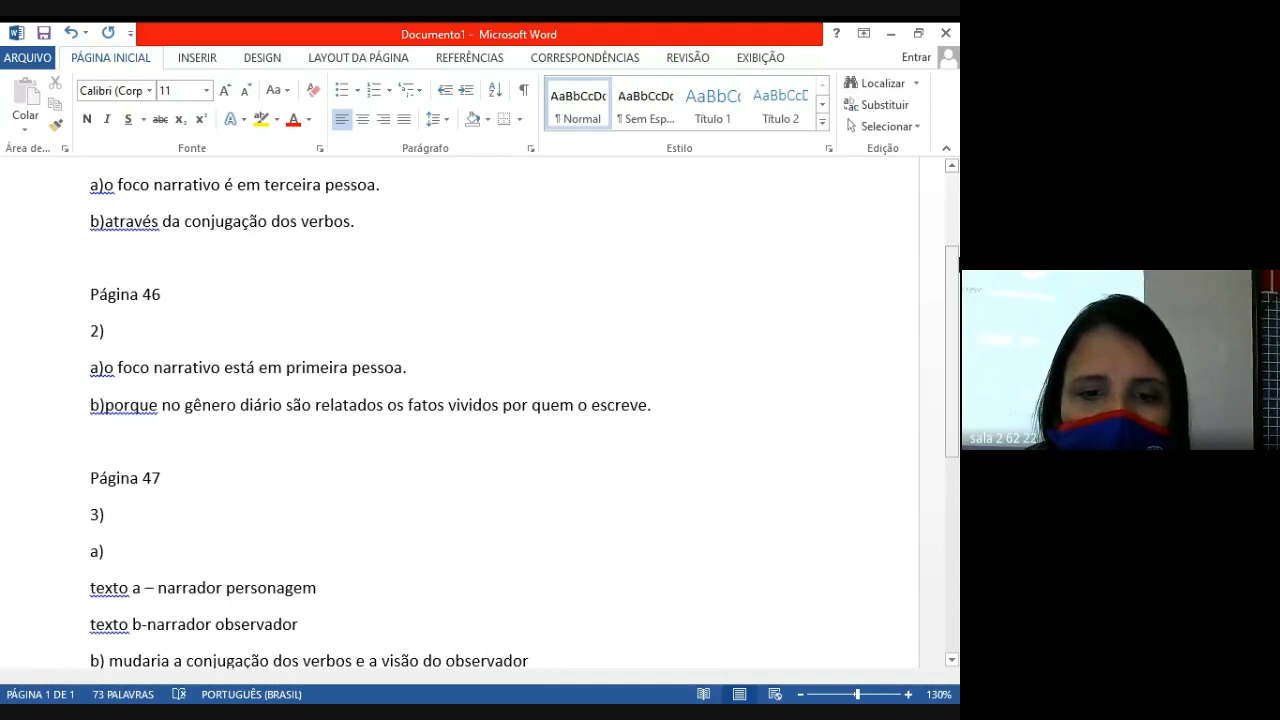 Documento1 - Microsoft Word
?
ARQUIVO PÁGINA INICIAL INSERIR DESIGN LAYOUT DA PÁGINA REFERÊNCIAS CORRESPONDÊNCIAS REVISÃO EXIBIÇÃO Entrar
Colar
Calibri (Corp 11
Aa
N I S abc x₂ x²
AaBbCcDc AaBbCcDc AaBbCc AaBbCcD
¶ Normal ¶ Sem Esp... Título 1 Título 2
Localizar
Substituir
Selecionar
Área de... Fonte Parágrafo Estilo Edição
a)o foco narrativo é em terceira pessoa.
b)através da conjugação dos verbos.
Página 46
2)
a)o foco narrativo está em primeira pessoa.
b)porque no gênero diário são relatados os fatos vividos por quem o escreve.
Página 47
3)
a)
texto a – narrador personagem
texto b-narrador observador
b) mudaria a conjugação dos verbos e a visão do observador
sala 2 62 22
PÁGINA 1 DE 1 73 PALAVRAS PORTUGUÊS (BRASIL) 130%